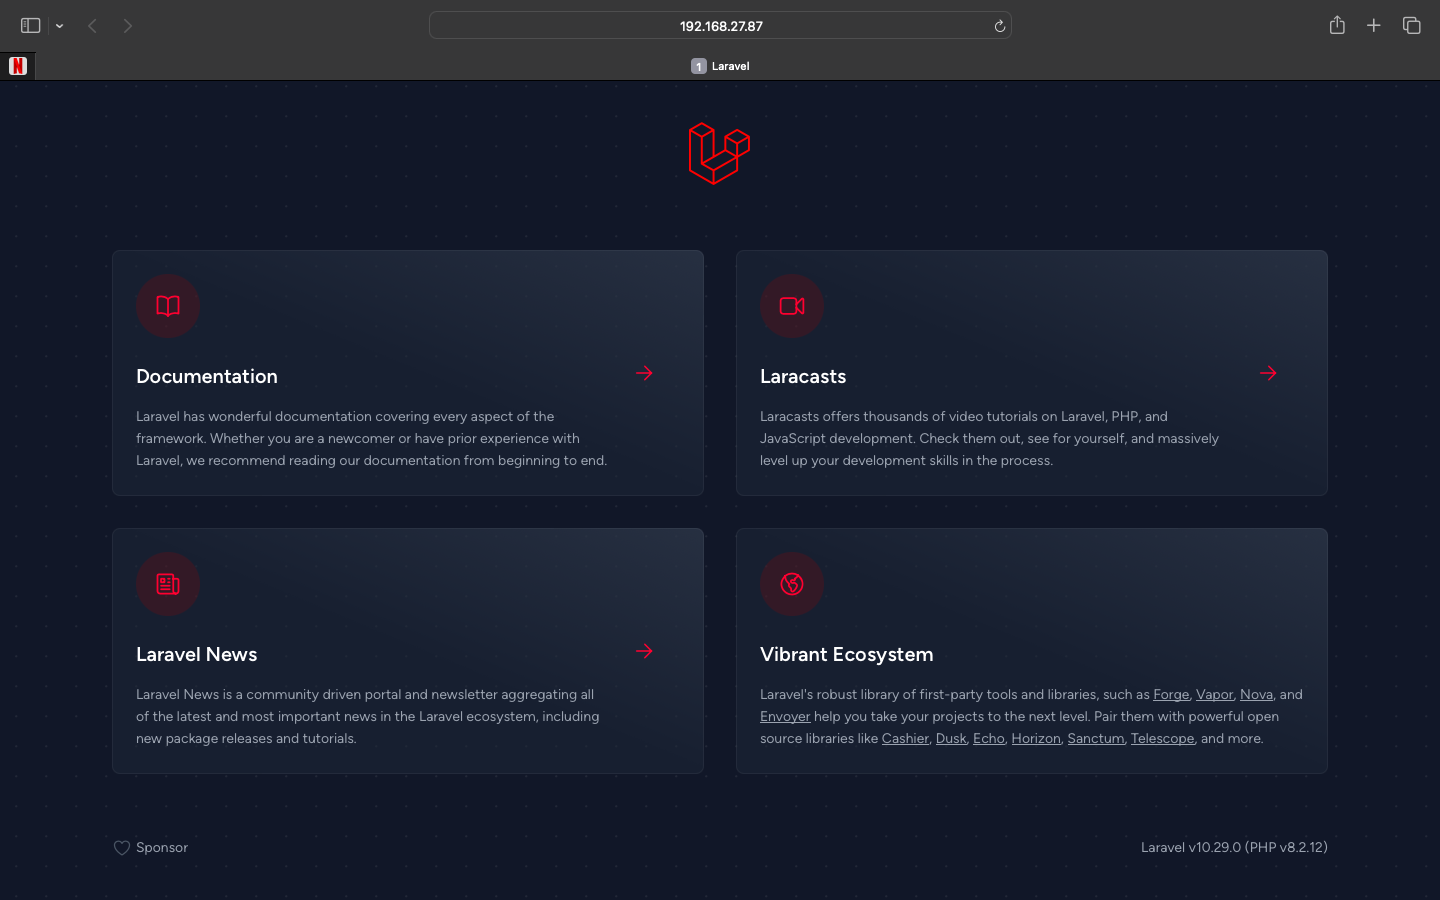 192.168.27.87
N
1 Laravel
Documentation
Laravel has wonderful documentation covering every aspect of the
framework. Whether you are a newcomer or have prior experience with
Laravel, we recommend reading our documentation from beginning to end.
Laracasts
Laracasts offers thousands of video tutorials on Laravel, PHP, and
JavaScript development. Check them out, see for yourself, and massively
level up your development skills in the process.
Laravel News
Laravel News is a community driven portal and newsletter aggregating all
of the latest and most important news in the Laravel ecosystem, including
new package releases and tutorials.
Vibrant Ecosystem
Laravel's robust library of first-party tools and libraries, such as Forge, Vapor, Nova, and
Envoyer help you take your projects to the next level. Pair them with powerful open
source libraries like Cashier, Dusk, Echo, Horizon, Sanctum, Telescope, and more.
Sponsor
Laravel v10.29.0 (PHP v8.2.12)